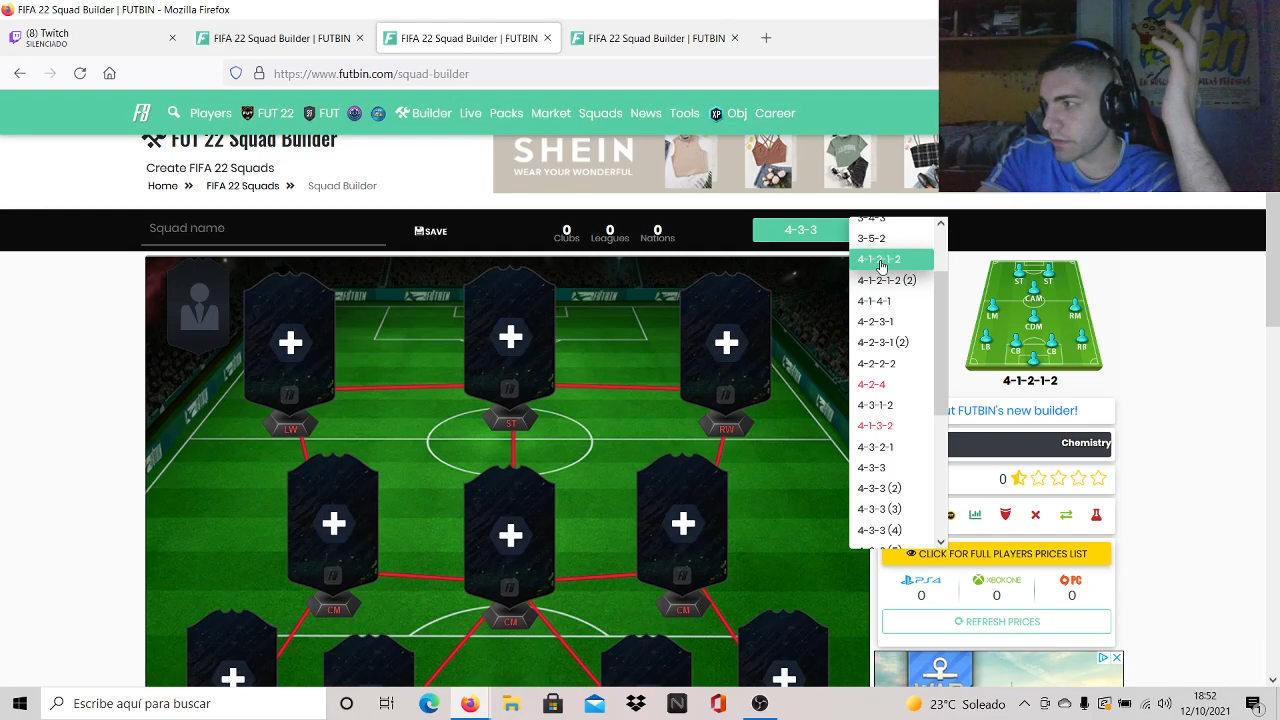 FIFA 22 Squad Builder | FUTBIN - Mozilla Firefox
(8) Twitch
SILENCIADO
FIFA 22 Squad Builder | FUTBIN
FIFA 22 Squad Builder | FUTBIN
FIFA 22 Squad Builder | FUTBIN
https://www.futbin.com/squad-builder
Players
FUT 22
FUT
Builder
Live
Packs
Market
Squads
News
Tools
XP
Obj
Career
FUT 22 Squad Builder
Create FIFA 22 Squads
Home
FIFA 22 Squads
Squad Builder
SHEIN
WEAR YOUR WONDERFUL
Squad name
SAVE
0
Clubs
0
Leagues
0
Nations
4-3-3
3-4-3
3-5-2
4-1-2-1-2
4-1-2-1-2 (2)
4-1-4-1
4-2-3-1
4-2-3-1 (2)
4-2-2-2
4-2-4
4-3-1-2
4-1-3-2
4-3-2-1
4-3-3
4-3-3 (2)
4-3-3 (3)
4-3-3 (4)
LW
ST
RW
CM
CM
CM
ST
ST
CAM
LM
RM
CDM
LB
CB
CB
RB
4-1-2-1-2
ut FUTBIN's new builder!
Chemistry
0
CLICK FOR FULL PLAYERS PRICES LIST
PS4
XBOX ONE
PC
0
0
0
REFRESH PRICES
Escribe aquí para buscar
23°C Soleado
18:52
12/10/2021
1